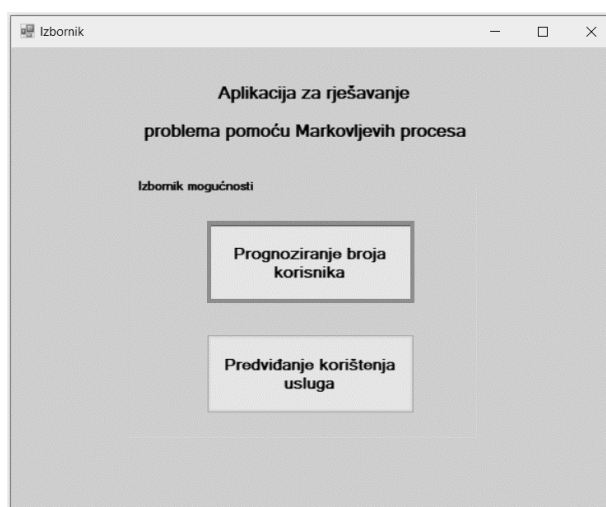 Izbornik
Aplikacija za rješavanje
problema pomoću Markovljevih procesa
Izbornik mogućnosti
Prognoziranje broja
korisnika
Predviđanje korištenja
usluga